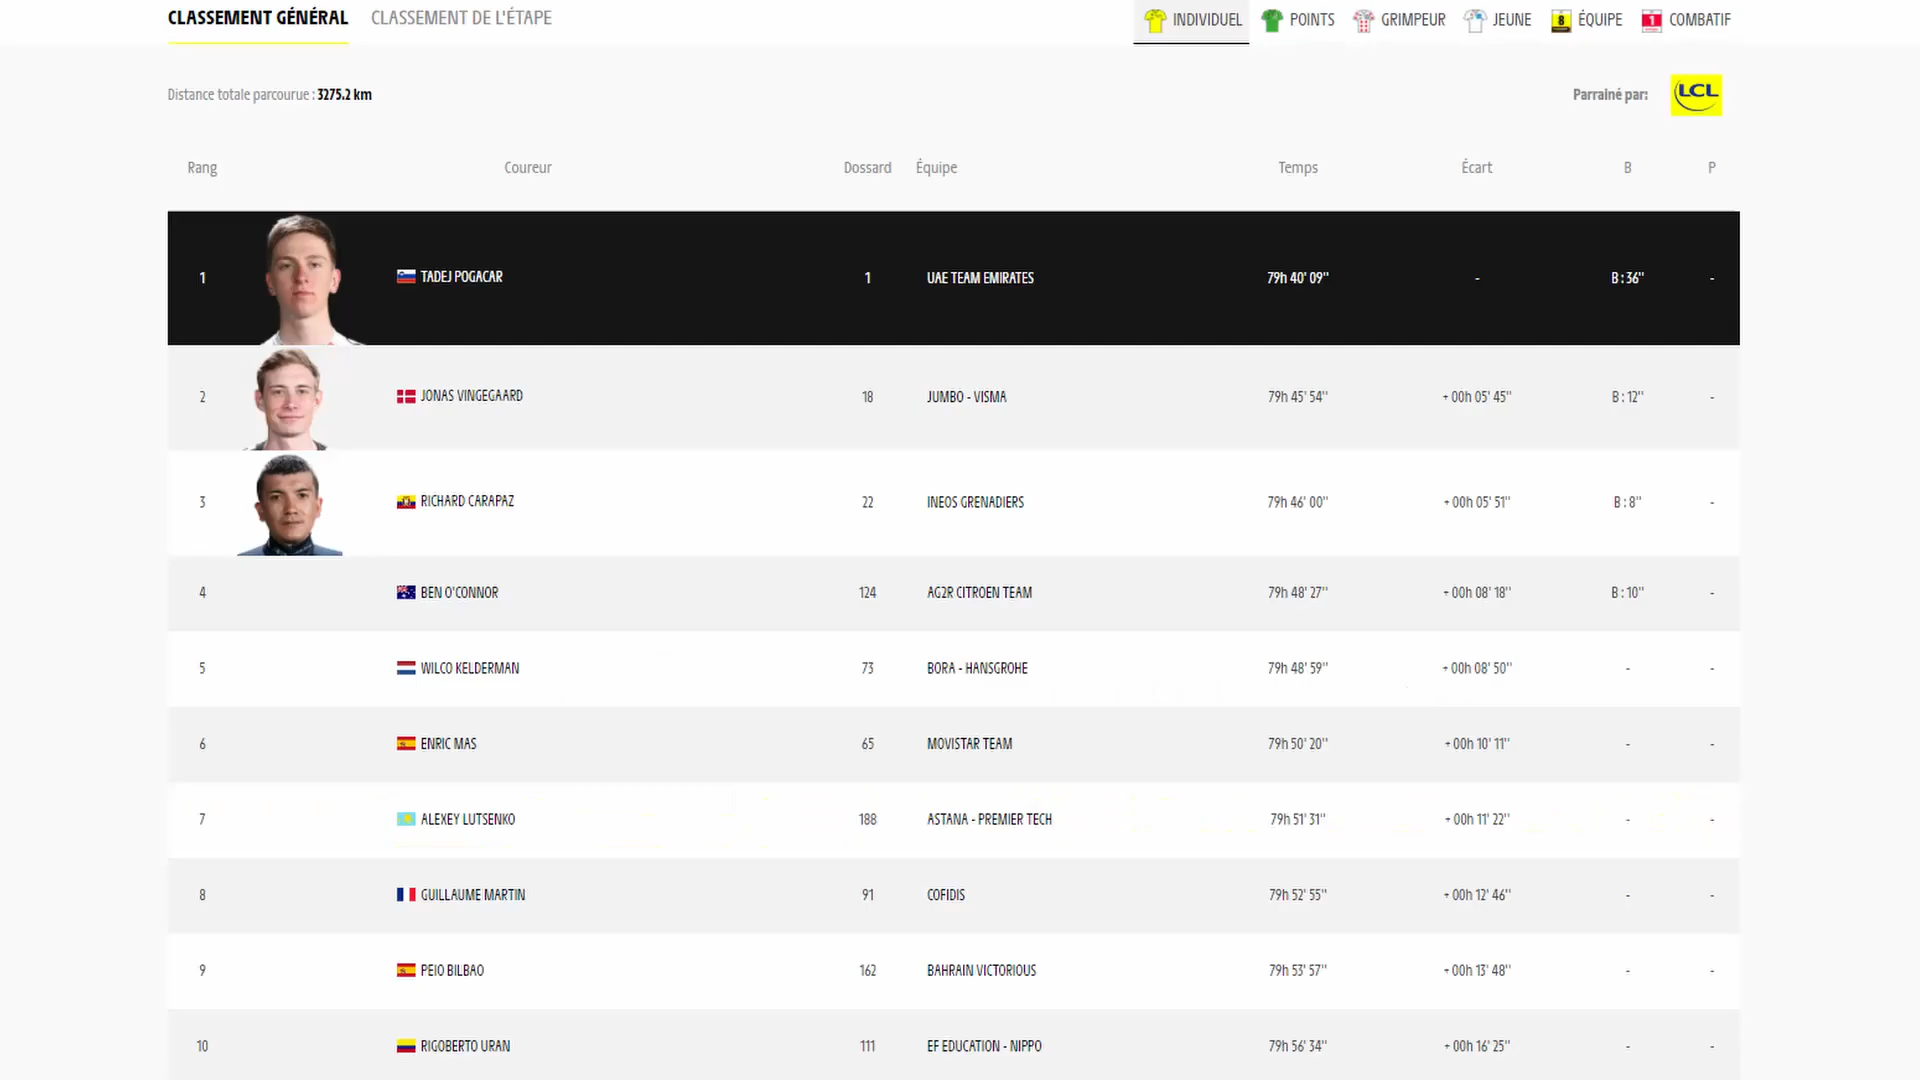 CLASSEMENT GÉNÉRAL CLASSEMENT DE L'ÉTAPE INDIVIDUEL POINTS GRIMPEUR JEUNE 8 ÉQUIPE 1 COMBATIF
Distance totale parcourue : 3275.2 km Parrainé par: LCL
Rang Coureur Dossard Équipe Temps Écart B P
1 TADEJ POGACAR 1 UAE TEAM EMIRATES 79h 40' 09'' - B : 36'' -
2 JONAS VINGEGAARD 18 JUMBO - VISMA 79h 45' 54'' + 00h 05' 45'' B : 12'' -
3 RICHARD CARAPAZ 22 INEOS GRENADIERS 79h 46' 00'' + 00h 05' 51'' B : 8'' -
4 BEN O'CONNOR 124 AG2R CITROEN TEAM 79h 48' 27'' + 00h 08' 18'' B : 10'' -
5 WILCO KELDERMAN 73 BORA - HANSGROHE 79h 48' 59'' + 00h 08' 50'' - -
6 ENRIC MAS 65 MOVISTAR TEAM 79h 50' 20'' + 00h 10' 11'' - -
7 ALEXEY LUTSENKO 188 ASTANA - PREMIER TECH 79h 51' 31'' + 00h 11' 22'' - -
8 GUILLAUME MARTIN 91 COFIDIS 79h 52' 55'' + 00h 12' 46'' - -
9 PEIO BILBAO 162 BAHRAIN VICTORIOUS 79h 53' 57'' + 00h 13' 48'' - -
10 RIGOBERTO URAN 111 EF EDUCATION - NIPPO 79h 56' 34'' + 00h 16' 25'' - -